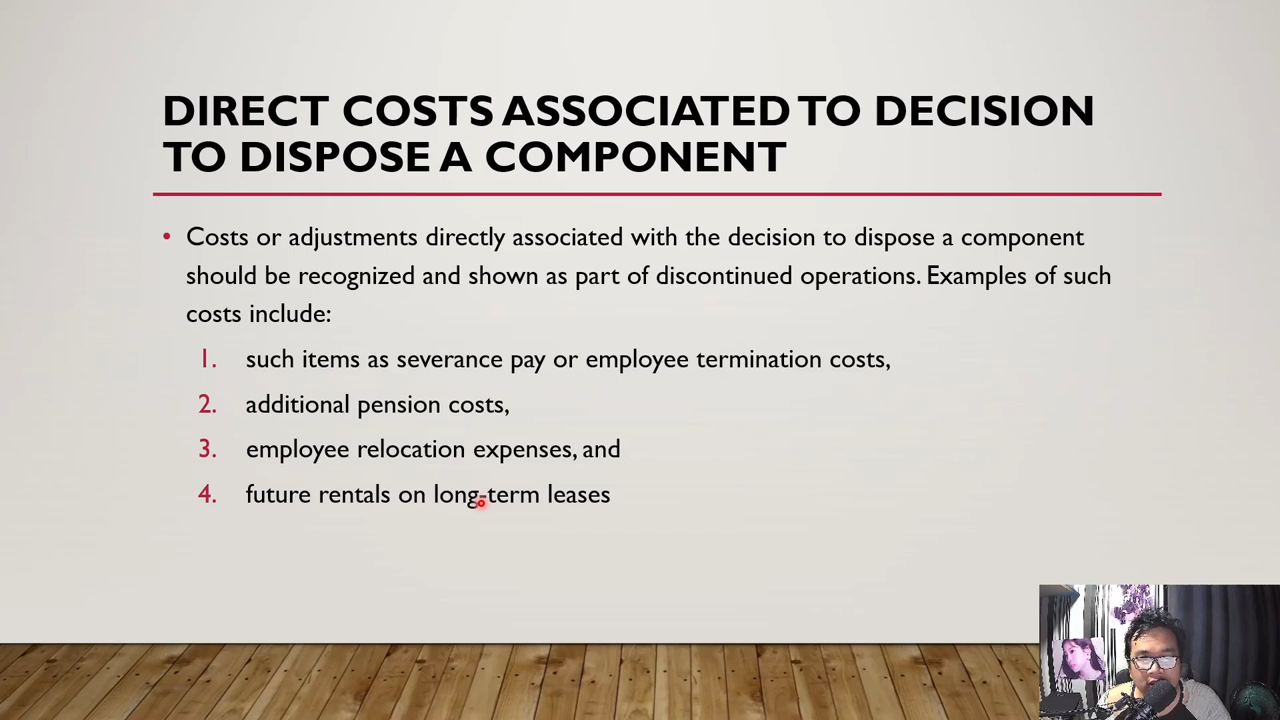 DIRECT COSTS ASSOCIATED TO DECISION
TO DISPOSE A COMPONENT
• Costs or adjustments directly associated with the decision to dispose a component
should be recognized and shown as part of discontinued operations. Examples of such
costs include:
1. such items as severance pay or employee termination costs,
2. additional pension costs,
3. employee relocation expenses, and
4. future rentals on long-term leases